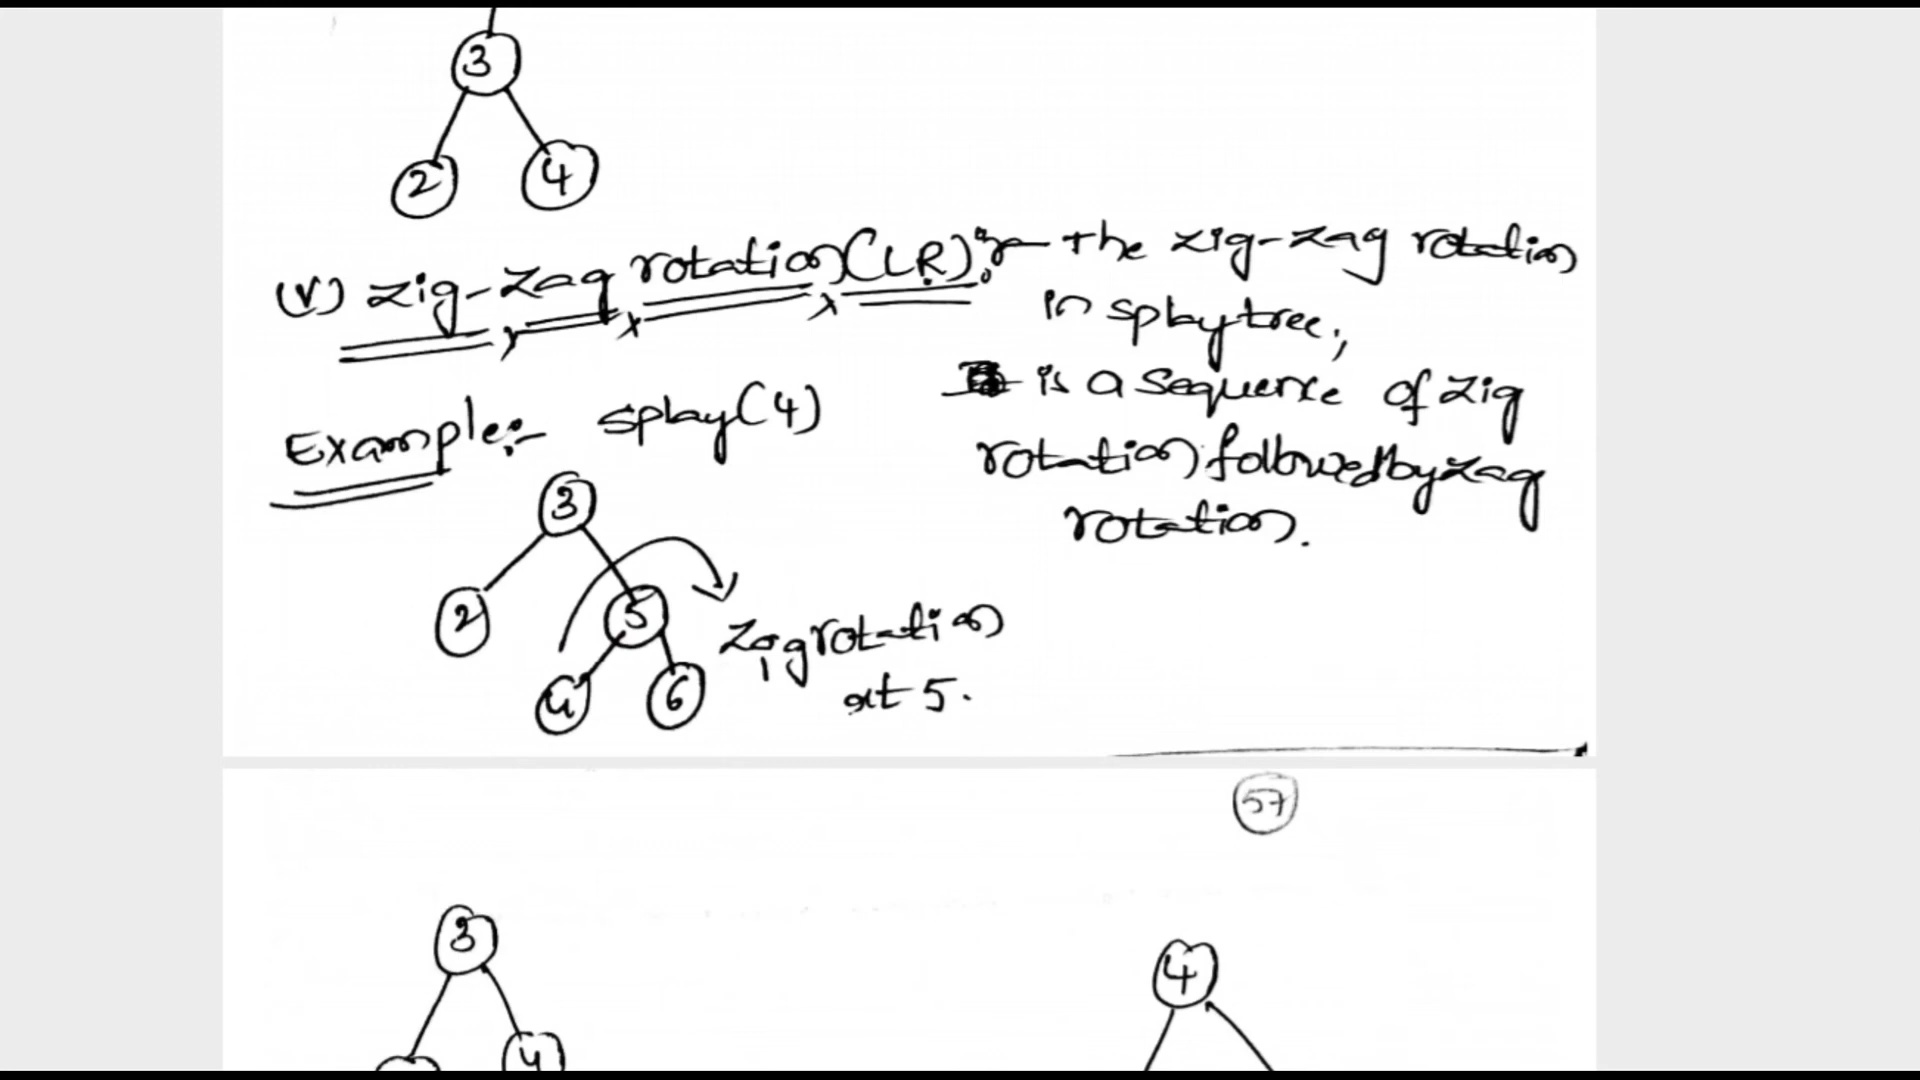 3
2 4
(V) zig-zag rotation (LR):- The zig-zag rotation
in splay tree,
is a sequence of zig
Example:- splay(4)
rotation followed by zag
rotation.
3
2 5
zag rotation
4 6
at 5.
57
3
4
4